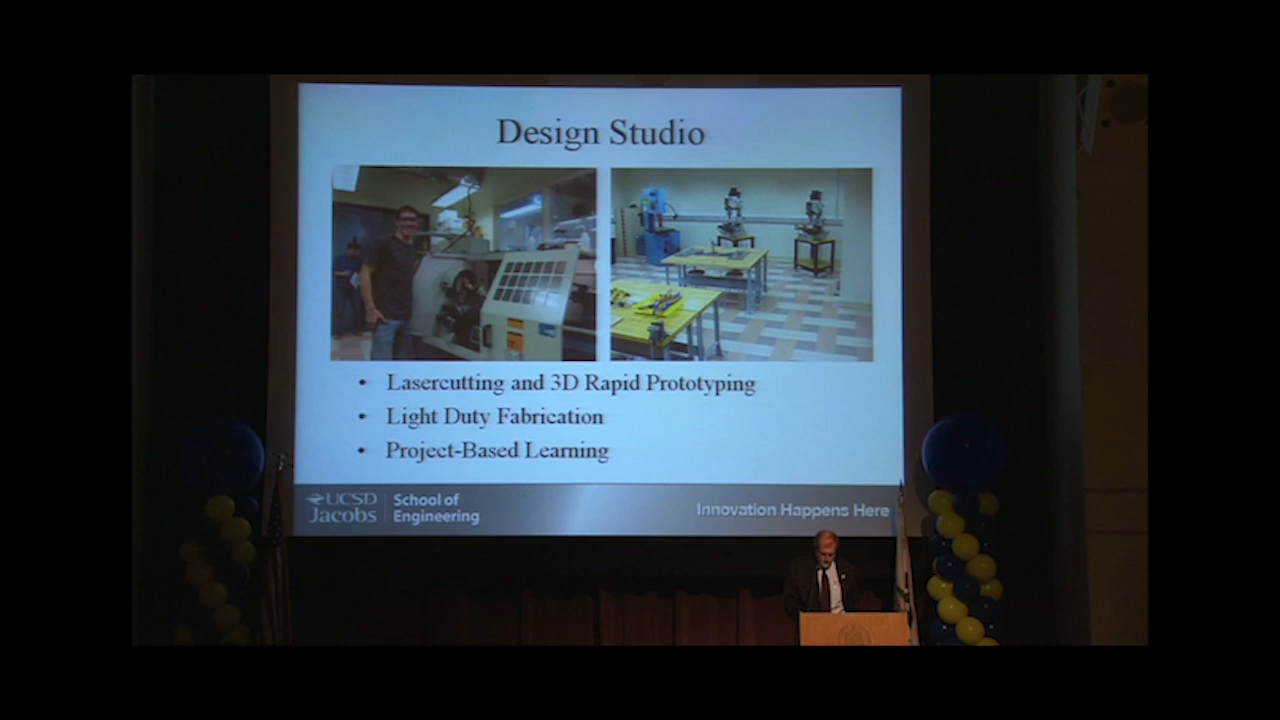 Design Studio
• Lasercutting and 3D Rapid Prototyping
• Light Duty Fabrication
• Project-Based Learning
UCSD
Jacobs
School of
Engineering
Innovation Happens Here